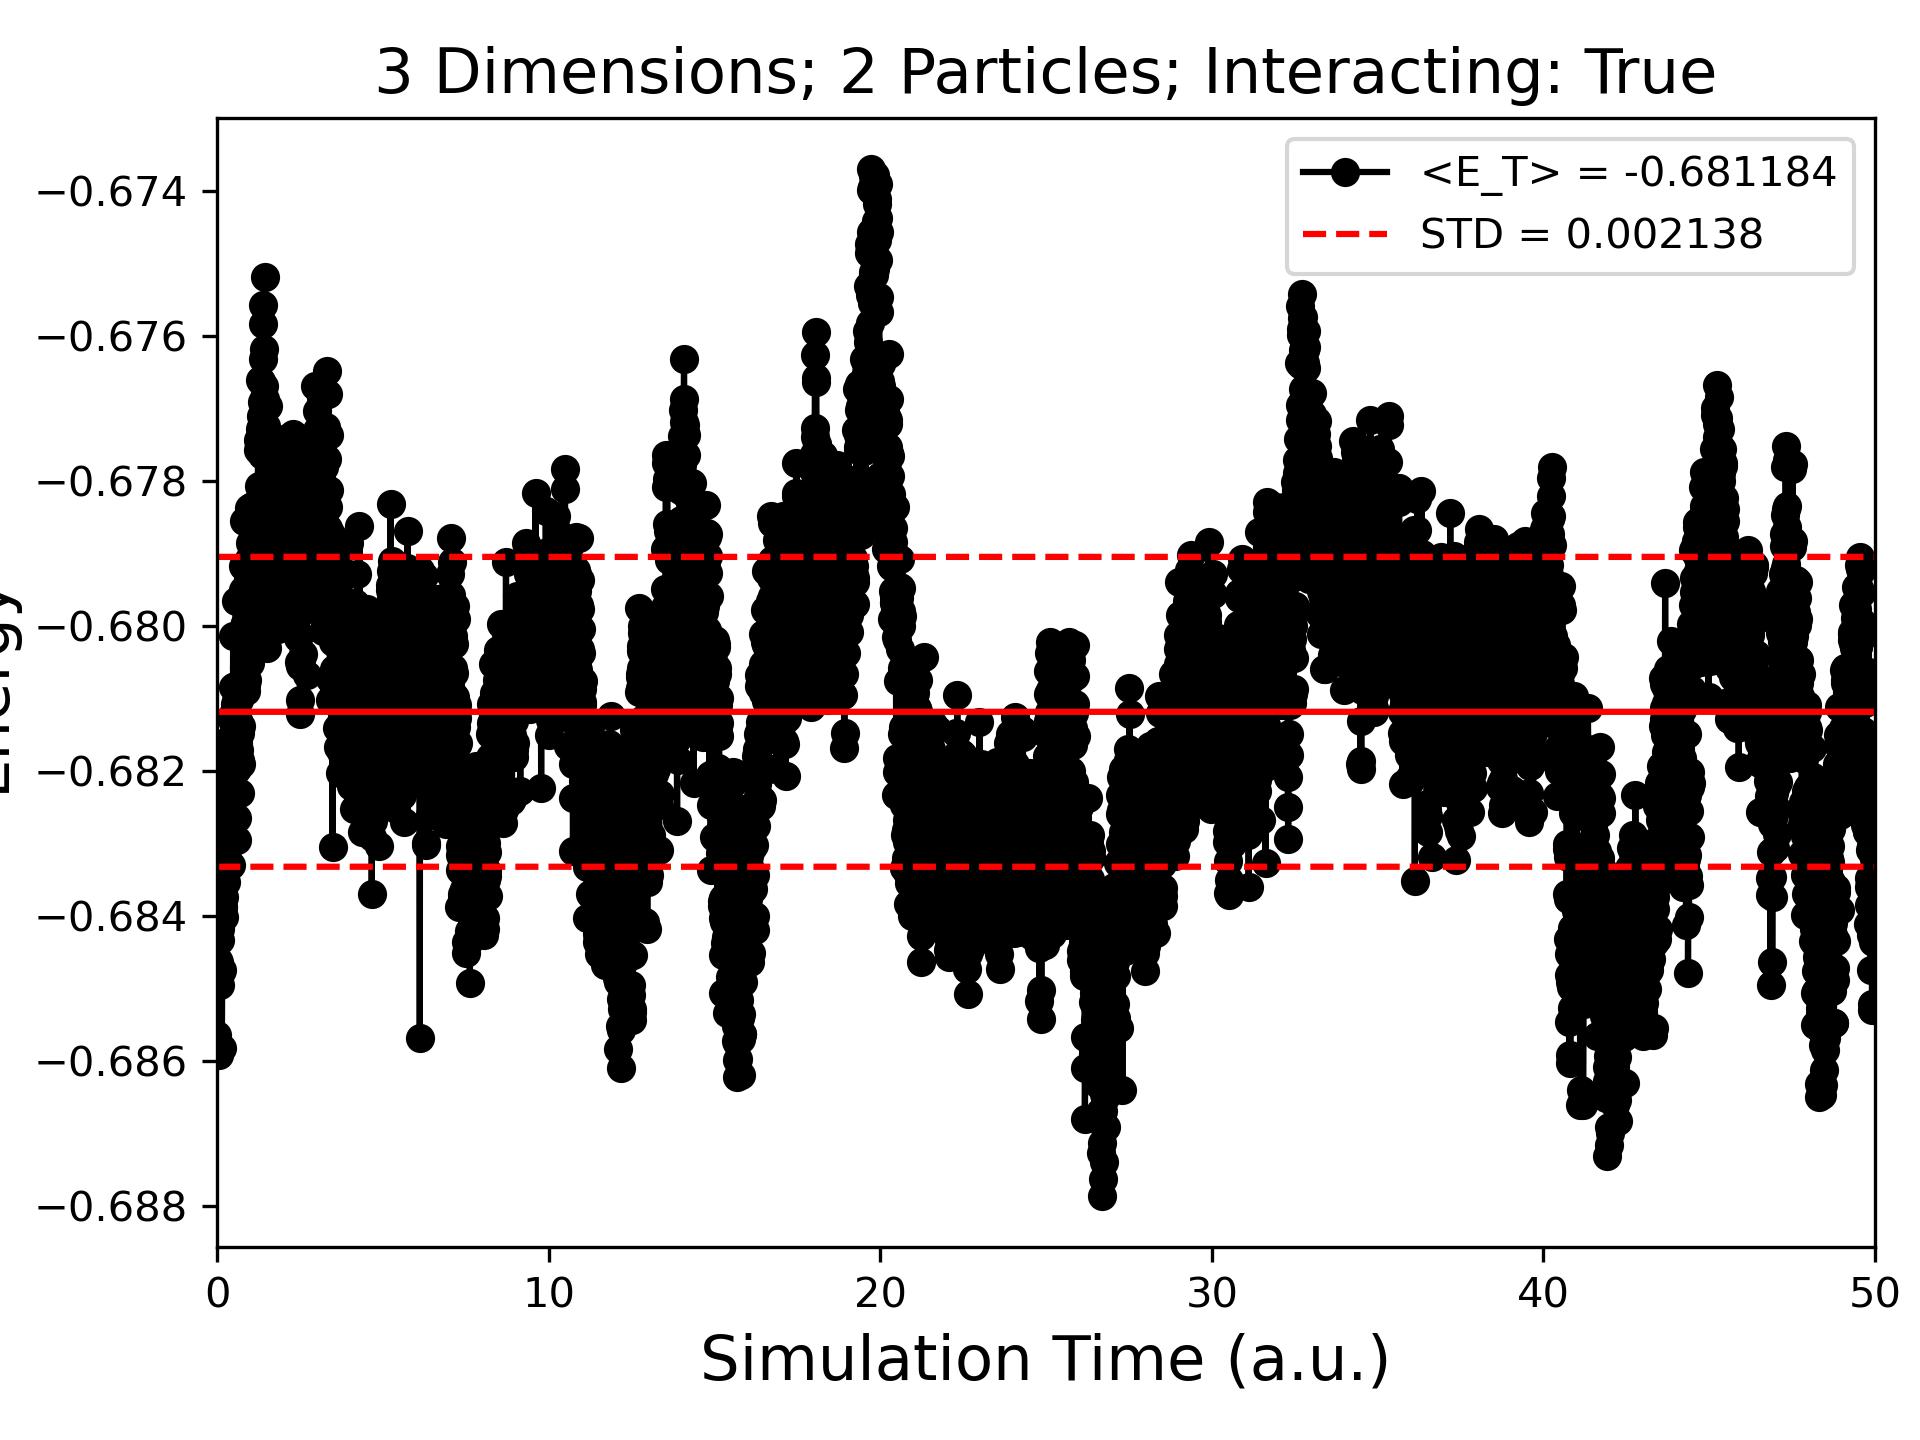 3 Dimensions; 2 Particles; Interacting: True
<E_T> = -0.681184
STD = 0.002138
Energy
−0.674
−0.676
−0.678
−0.680
−0.682
−0.684
−0.686
−0.688
0 10 20 30 40 50
Simulation Time (a.u.)